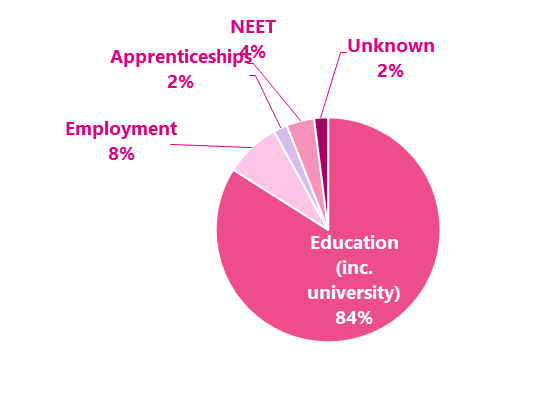 NEET
4%
Unknown
2%
Apprenticeships
2%
Employment
8%
Education
(inc.
university)
84%